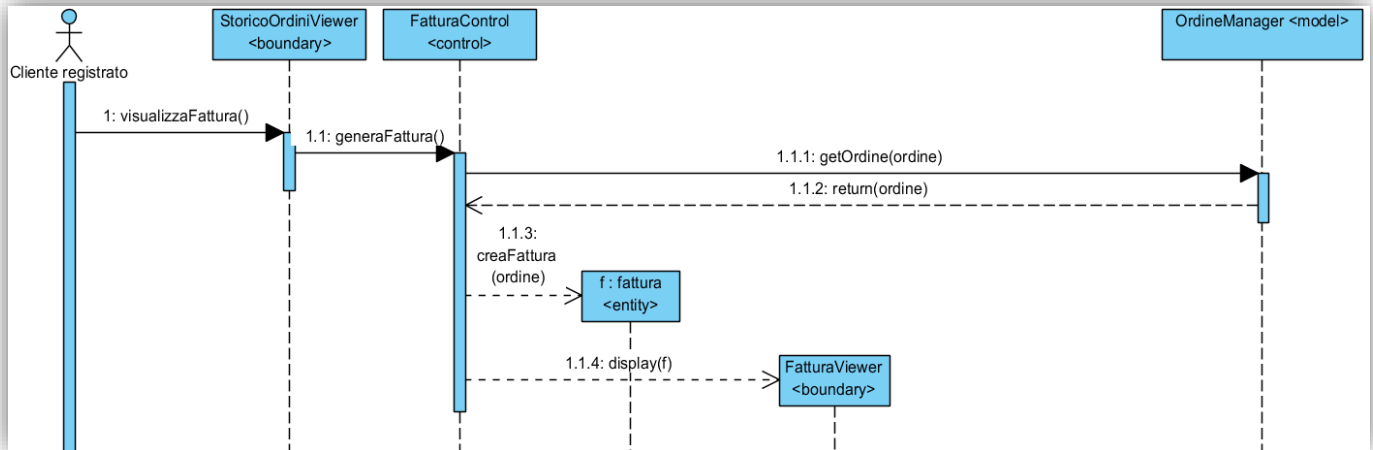 StoricoOrdiniViewer
<boundary>
FatturaControl
<control>
OrdineManager <model>
Cliente registrato
1: visualizzaFattura()
1.1: generaFattura()
1.1.1: getOrdine(ordine)
1.1.2: return(ordine)
1.1.3:
creaFattura
(ordine)
f : fattura
<entity>
1.1.4: display(f)
FatturaViewer
<boundary>